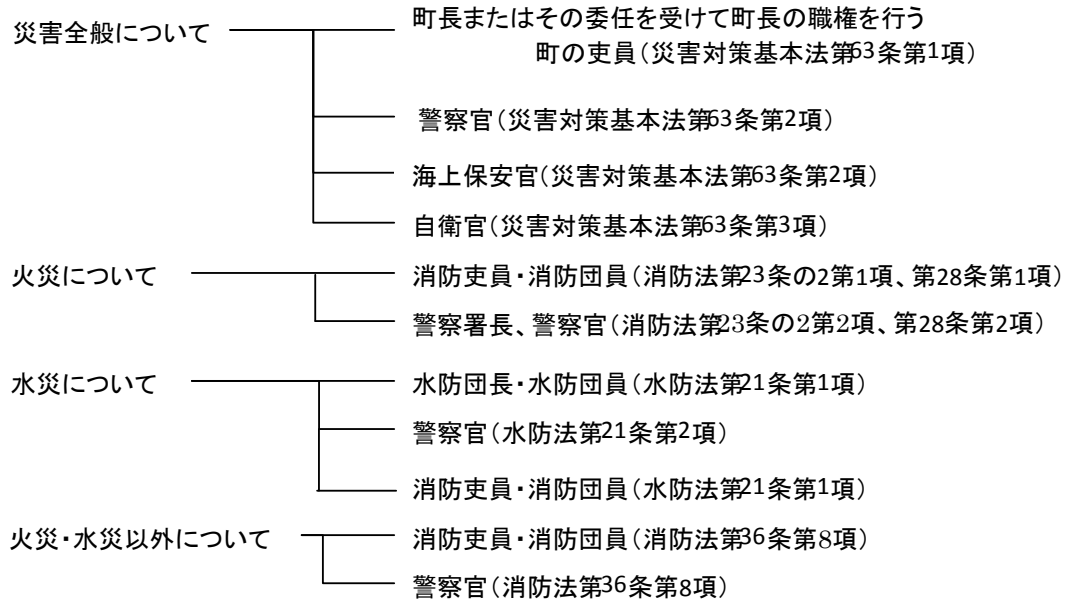 災害全般について
町長またはその委任を受けて町長の職権を行う
町の吏員(災害対策基本法第63条第1項)
警察官(災害対策基本法第63条第2項)
海上保安官(災害対策基本法第63条第2項)
自衛官(災害対策基本法第63条第3項)
火災について
消防吏員・消防団員(消防法第23条の2第1項、第28条第1項)
警察署長、警察官(消防法第23条の2第2項、第28条第2項)
水災について
水防団長・水防団員(水防法第21条第1項)
警察官(水防法第21条第2項)
消防吏員・消防団員(水防法第21条第1項)
火災・水災以外について
消防吏員・消防団員(消防法第36条第8項)
警察官(消防法第36条第8項)